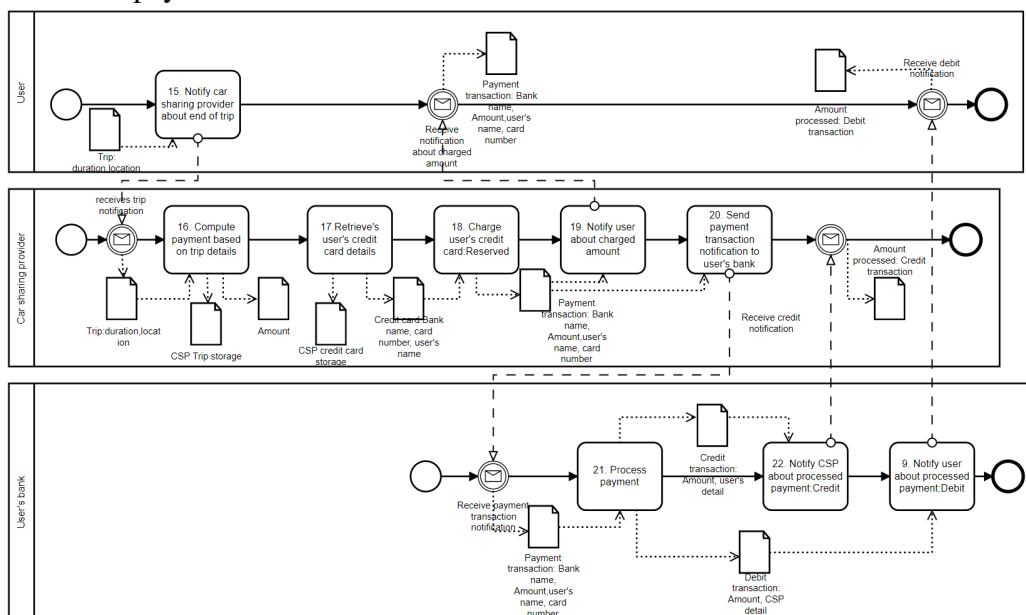 User
15. Notify car
sharing provider
about end of trip
Trip:
duration,location
Receive
notification
about charged
amount
Payment
transaction: Bank
name,
Amount,user's
name, card
number
Amount
processed: Debit
transaction
Receive debit
notification
Car sharing provider
receives trip
notification
16. Compute
payment based
on trip details
17.Retrieve's
user's credit
card details
18. Charge
user's credit
card:Reserved
19. Notify user
about charged
amount
20. Send
payment
transaction
notification to
user's bank
Trip:duration,locat
ion
CSP Trip storage
Amount
CSP credit card
storage
Credit card:Bank
name, card
number, user's
name
Payment
transaction: Bank
name,
Amount,user's
name, card
number
Receive credit
notification
Amount
processed: Credit
transaction
User's bank
Receive payment
transaction
notification
Payment
transaction: Bank
name,
Amount,user's
name, card
number
21. Process
payment
Credit
transaction:
Amount, user's
detail
22. Notify CSP
about processed
payment:Credit
9. Notify user
about processed
payment:Debit
Debit
transaction:
Amount, CSP
detail